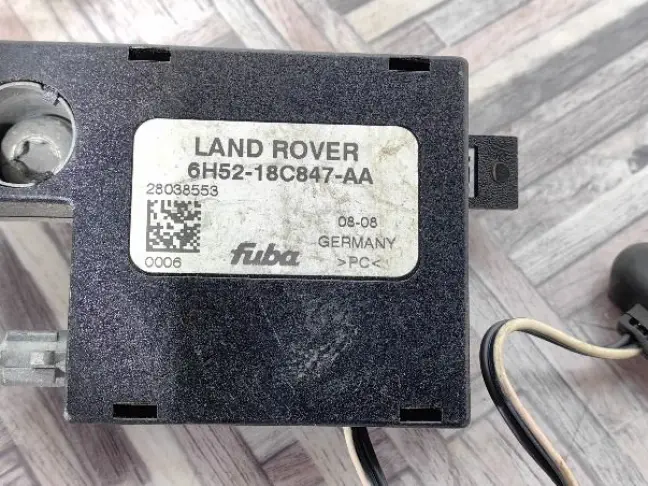 LAND ROVER
6H52-18C847-AA
28038553
08-08
GERMANY
0006
fuba
>PC<